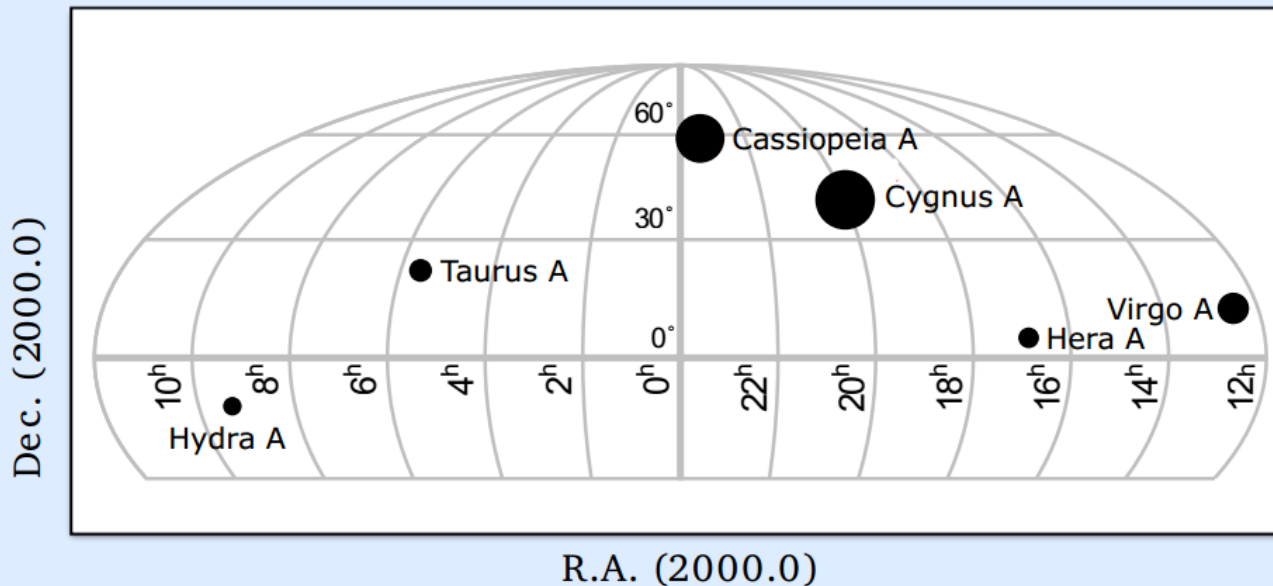 60°
Cassiopeia A
Cygnus A
30°
Taurus A
Virgo A
0°
Hera A
10h
8h
6h
4h
2h
0h
22h
20h
18h
16h
14h
12h
Hydra A
Dec. (2000.0)
R.A. (2000.0)